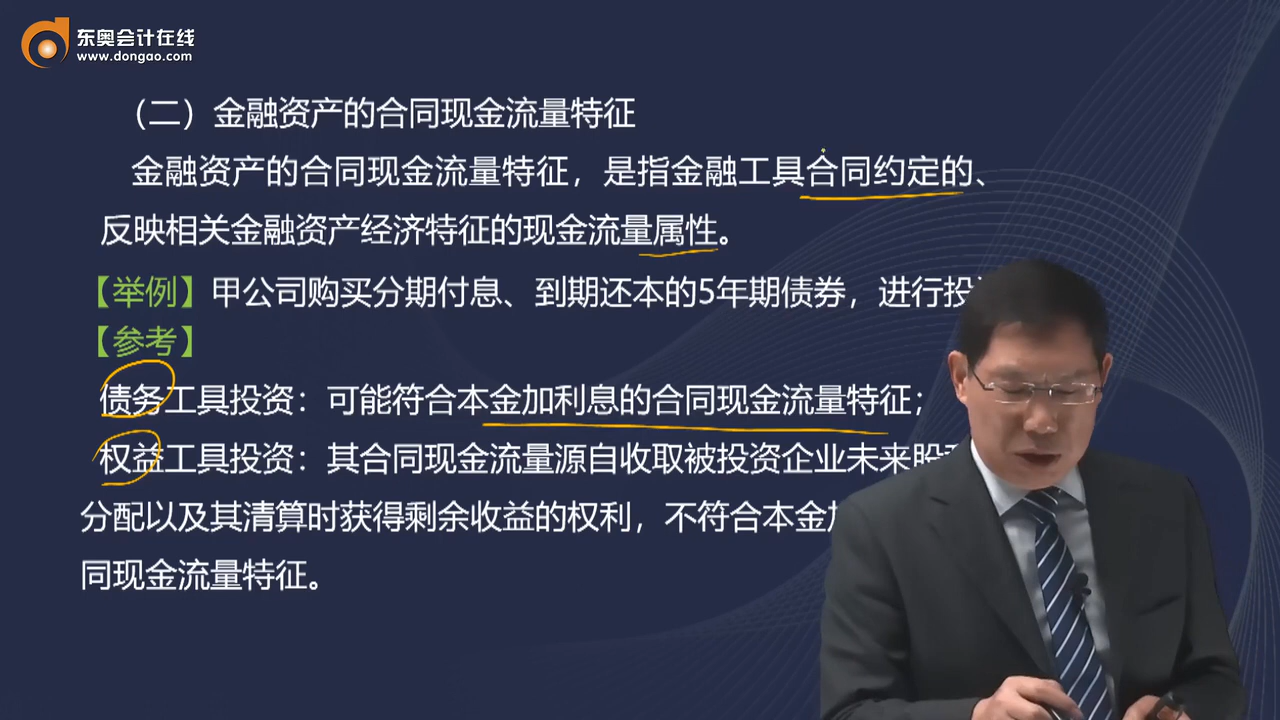 东奥会计在线
www.dongao.com
（二）金融资产的合同现金流量特征
金融资产的合同现金流量特征，是指金融工具合同约定的、
反映相关金融资产经济特征的现金流量属性。
【举例】甲公司购买分期付息、到期还本的5年期债券，进行投
【参考】
债务工具投资：可能符合本金加利息的合同现金流量特征；
权益工具投资：其合同现金流量源自收取被投资企业未来股
分配以及其清算时获得剩余收益的权利，不符合本金加
同现金流量特征。